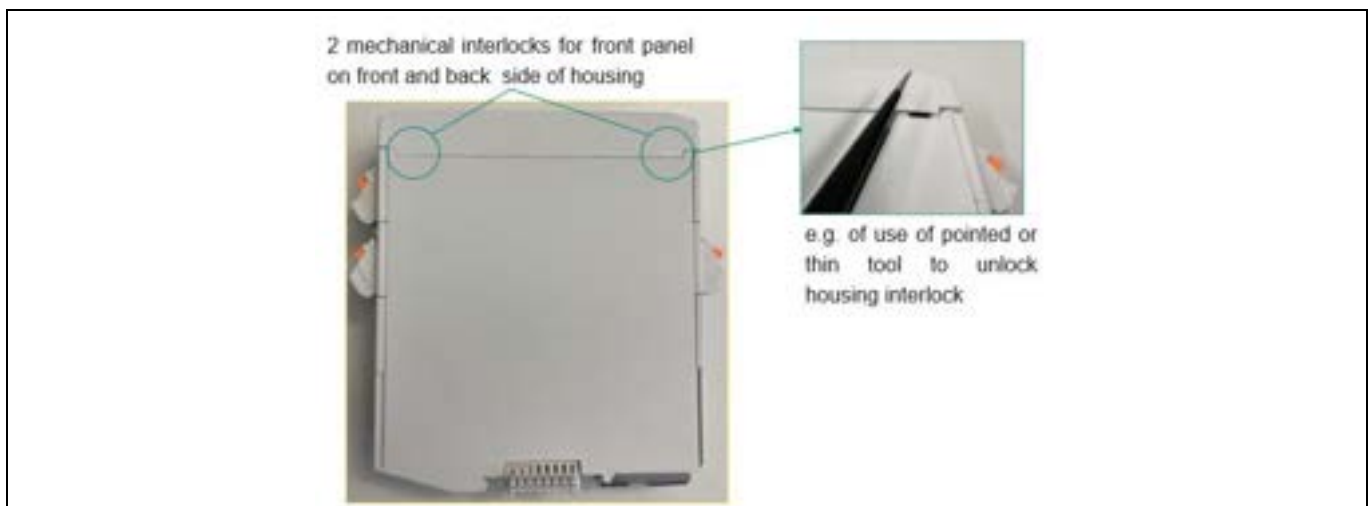 2 mechanical interlocks for front panel
on front and back side of housing
e.g. of use of pointed or
thin tool to unlock
housing interlock